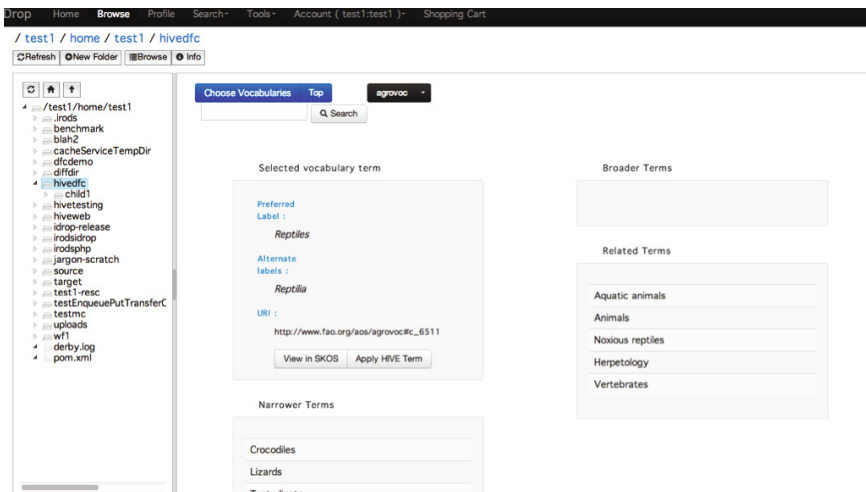 Drop Home Browse Profile Search Tools Account ( test1:test1 ) Shopping Cart
/ test1 / home / test1 / hivedfc
Refresh New Folder Browse Info
/test1/home/test1
.irods
benchmark
blah2
cacheServiceTempDir
dfcdemo
diffdir
hivedfc
child1
hivetesting
hiveweb
idrop-release
irodsidrop
irodsphp
jargon-scratch
source
target
test1-resc
testEnqueuePutTransferC
testmc
uploads
wf1
derby.log
pom.xml
Choose Vocabularies Top agrovoc
Search
Selected vocabulary term
Preferred
Label :
Reptiles
Alternate
labels :
Reptilia
URI :
http://www.fao.org/aos/agrovoc#c_6511
View in SKOS Apply HIVE Term
Narrower Terms
Crocodiles
Lizards
Broader Terms
Related Terms
Aquatic animals
Animals
Noxious reptiles
Herpetology
Vertebrates